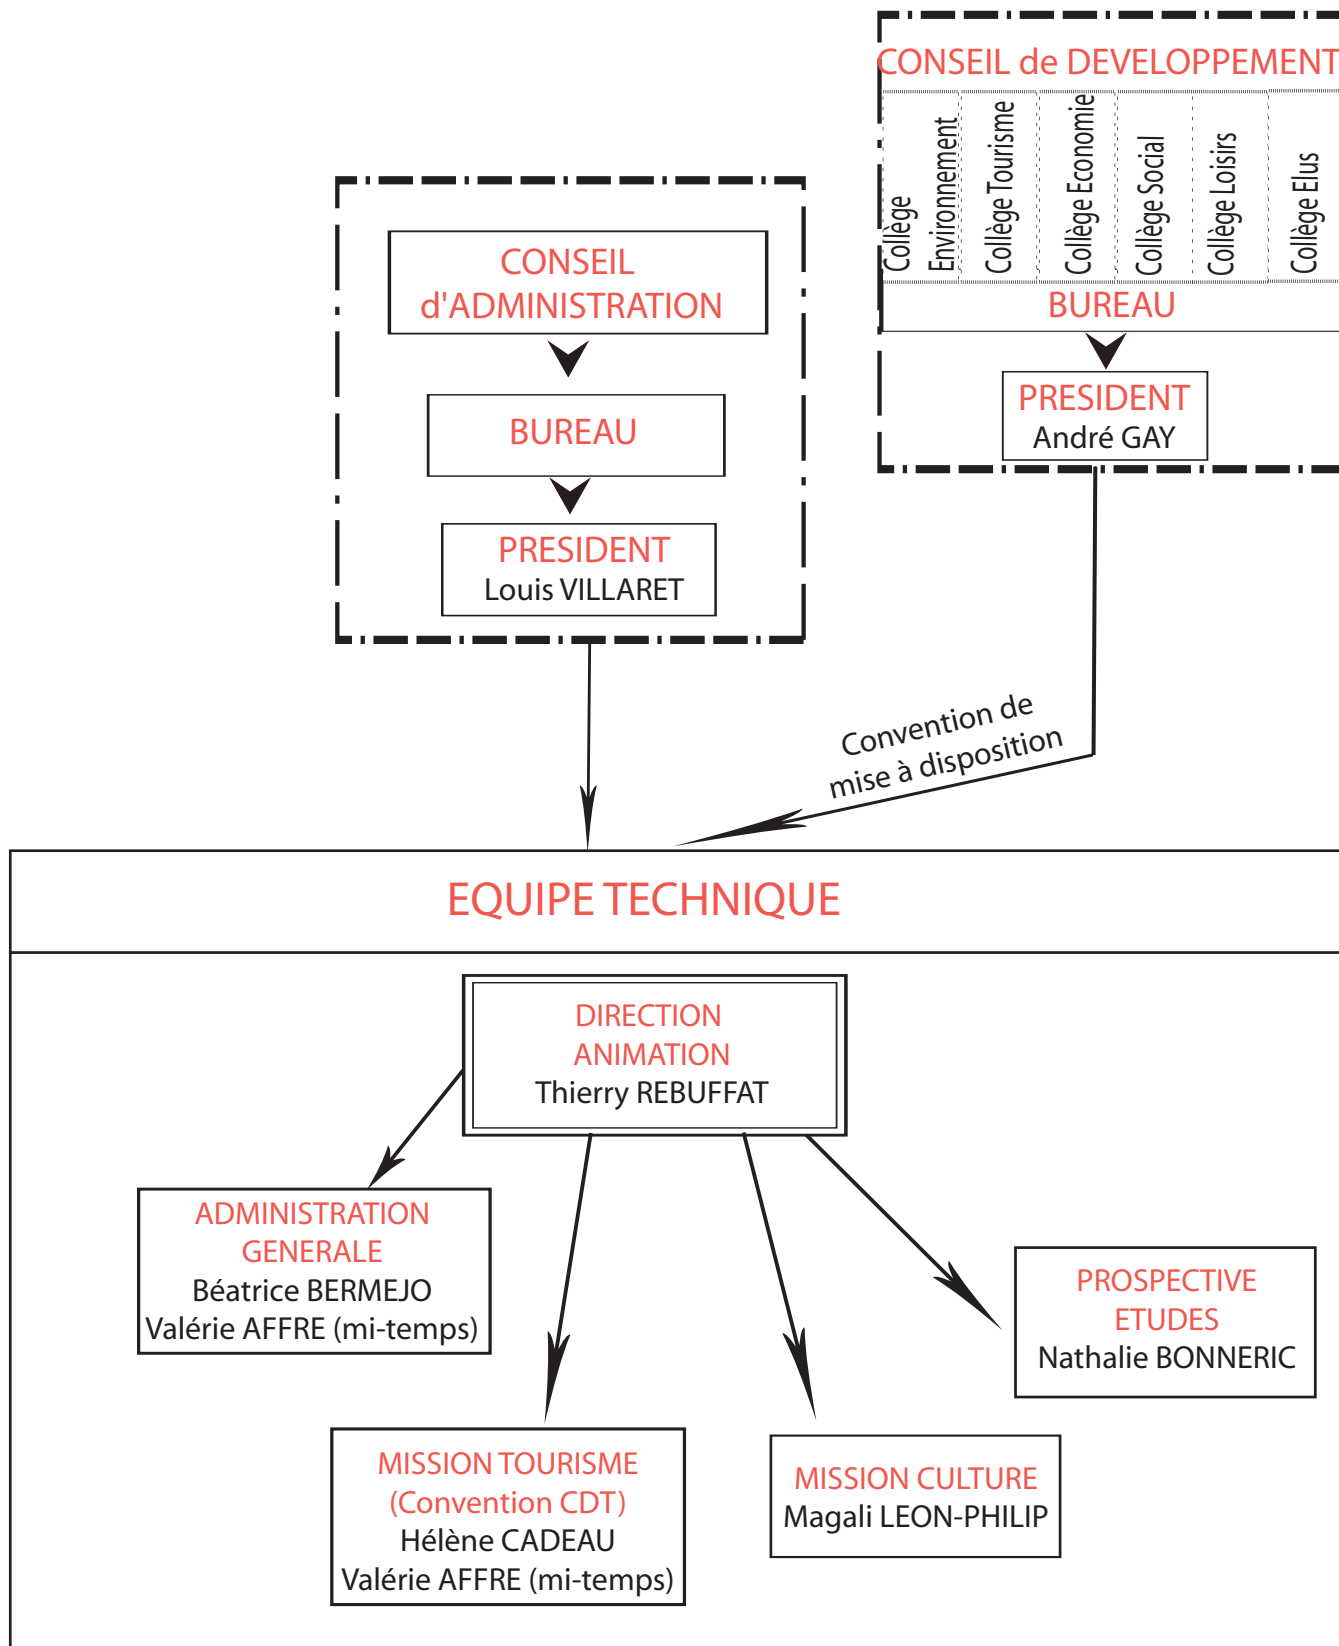 CONSEIL de DEVELOPPEMENT
Collège
Environnement
Collège Tourisme
Collège Economie
Collège Social
Collège Loisirs
Collège Elus
BUREAU
PRESIDENT
André GAY
CONSEIL
d'ADMINISTRATION
BUREAU
PRESIDENT
Louis VILLARET
Convention de
mise à disposition
EQUIPE TECHNIQUE
DIRECTION
ANIMATION
Thierry REBUFFAT
ADMINISTRATION
GENERALE
Béatrice BERMEJO
Valérie AFFRE (mi-temps)
PROSPECTIVE
ETUDES
Nathalie BONNERIC
MISSION TOURISME
(Convention CDT)
Hélène CADEAU
Valérie AFFRE (mi-temps)
MISSION CULTURE
Magali LEON-PHILIP